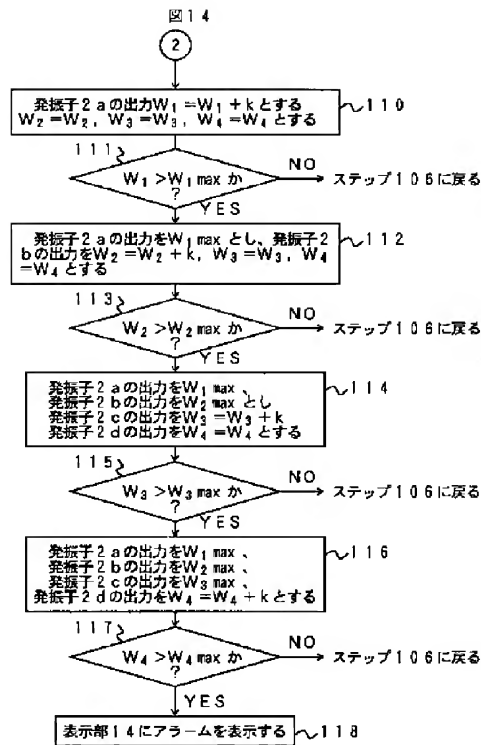 図14
2
発振子2aの出力W₁=W₁+kとする
W₂=W₂, W₃=W₃, W₄=W₄とする
110
111
W₁>W₁maxか
?
NO
ステップ106に戻る
YES
発振子2aの出力をW₁maxとし、発振子2
bの出力をW₂=W₂+k, W₃=W₃, W₄
=W₄とする
112
113
W₂>W₂maxか
?
NO
ステップ106に戻る
YES
発振子2aの出力をW₁max、
発振子2bの出力をW₂maxとし
発振子2cの出力をW₃=W₃+k
発振子2dの出力をW₄=W₄とする
114
115
W₃>W₃maxか
?
NO
ステップ106に戻る
YES
発振子2aの出力をW₁max、
発振子2bの出力をW₂max、
発振子2cの出力をW₃max、
発振子2dの出力をW₄=W₄+kとする
116
117
W₄>W₄maxか
?
NO
ステップ106に戻る
YES
表示部14にアラームを表示する
118